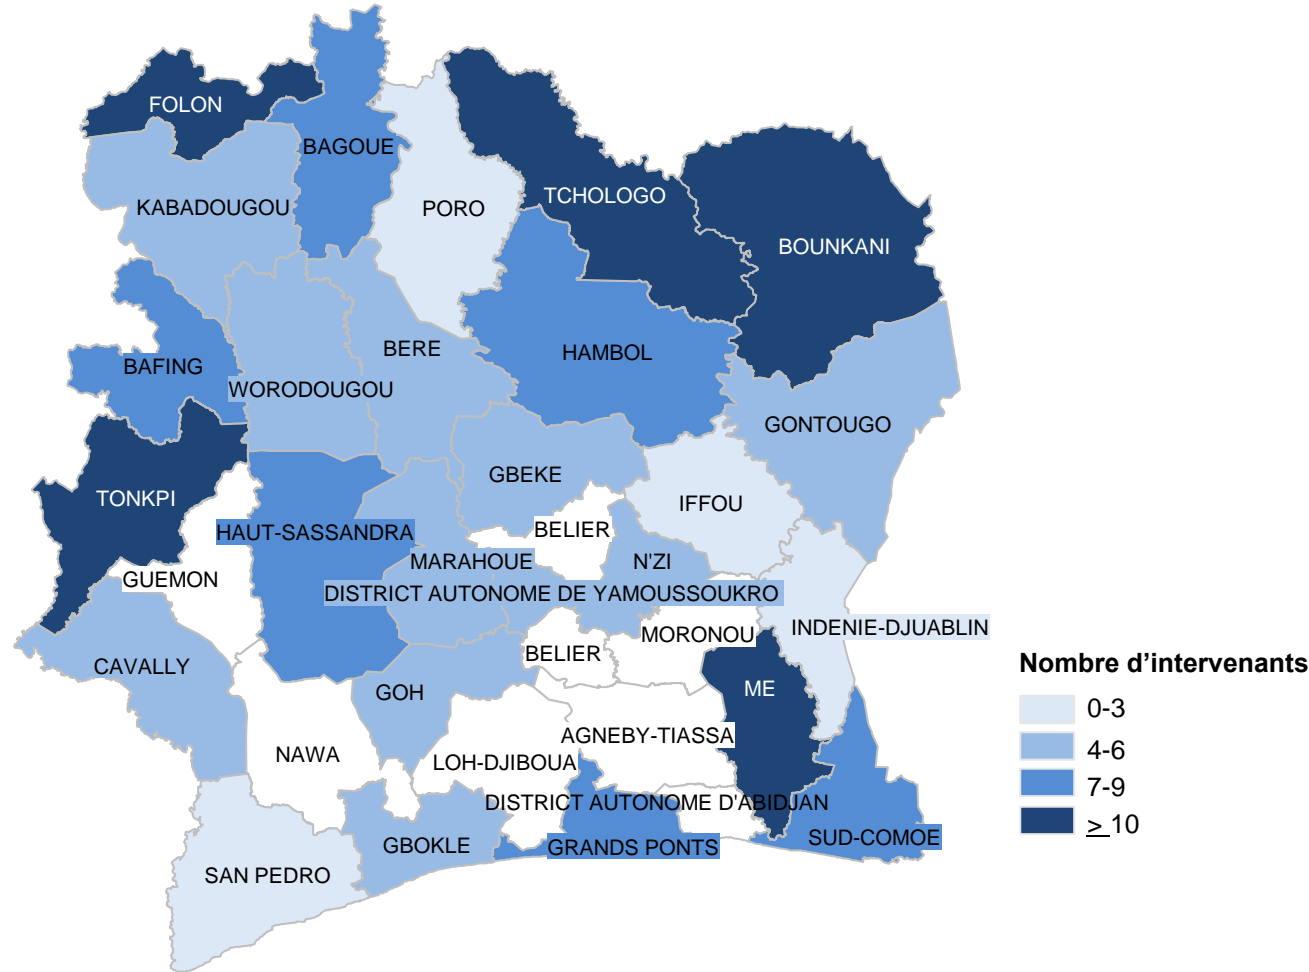 FOLON
BAGOUE
KABADOUGOU
PORO
TCHOLOGO
BOUNKANI
BAFING
BERE
HAMBOL
WORODOUGOU
GONTOUGO
TONKPI
GBEKE
IFFOU
HAUT-SASSANDRA
BELIER
MARAHOUE
N'ZI
GUEMON
DISTRICT AUTONOME DE YAMOUSSOUKRO
MORONOU
INDENIE-DJUABLIN
BELIER
CAVALLY
GOH
ME
NAWA
AGNEBY-TIASSA
LOH-DJIBOUA
DISTRICT AUTONOME D'ABIDJAN
SUD-COMOE
GBOKLE
GRANDS PONTS
SAN PEDRO
Nombre d’intervenants
0-3
4-6
7-9
> 10